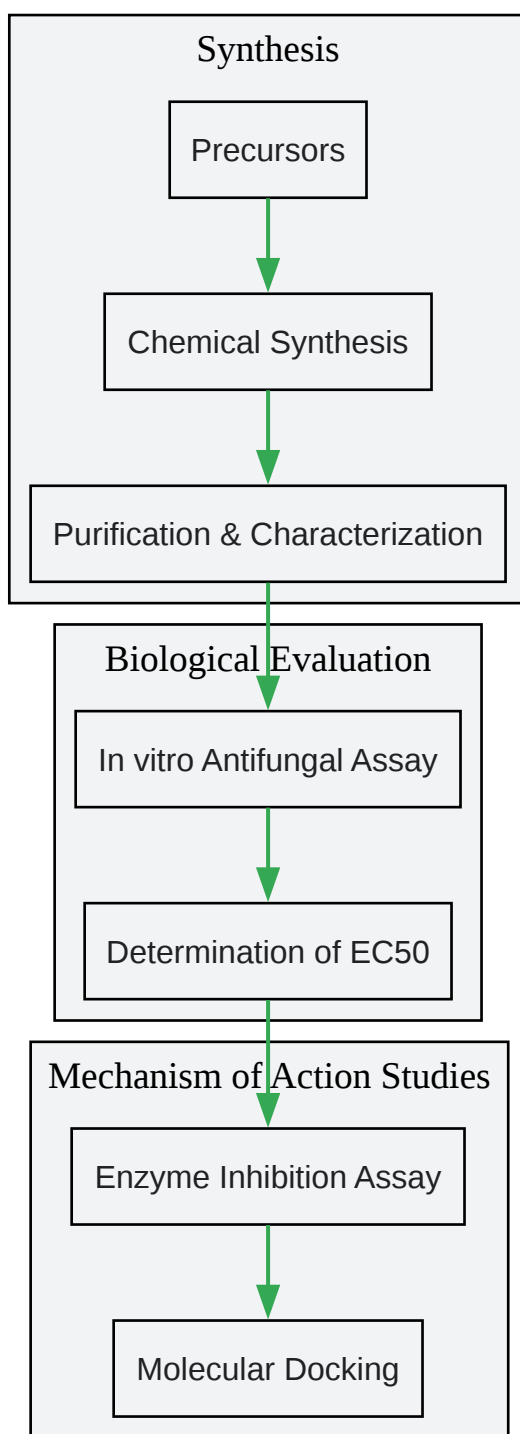 Synthesis
Precursors
Chemical Synthesis
Purification & Characterization
Biological Evaluation
In vitro Antifungal Assay
Determination of EC50
Mechanism of Action Studies
Enzyme Inhibition Assay
Molecular Docking